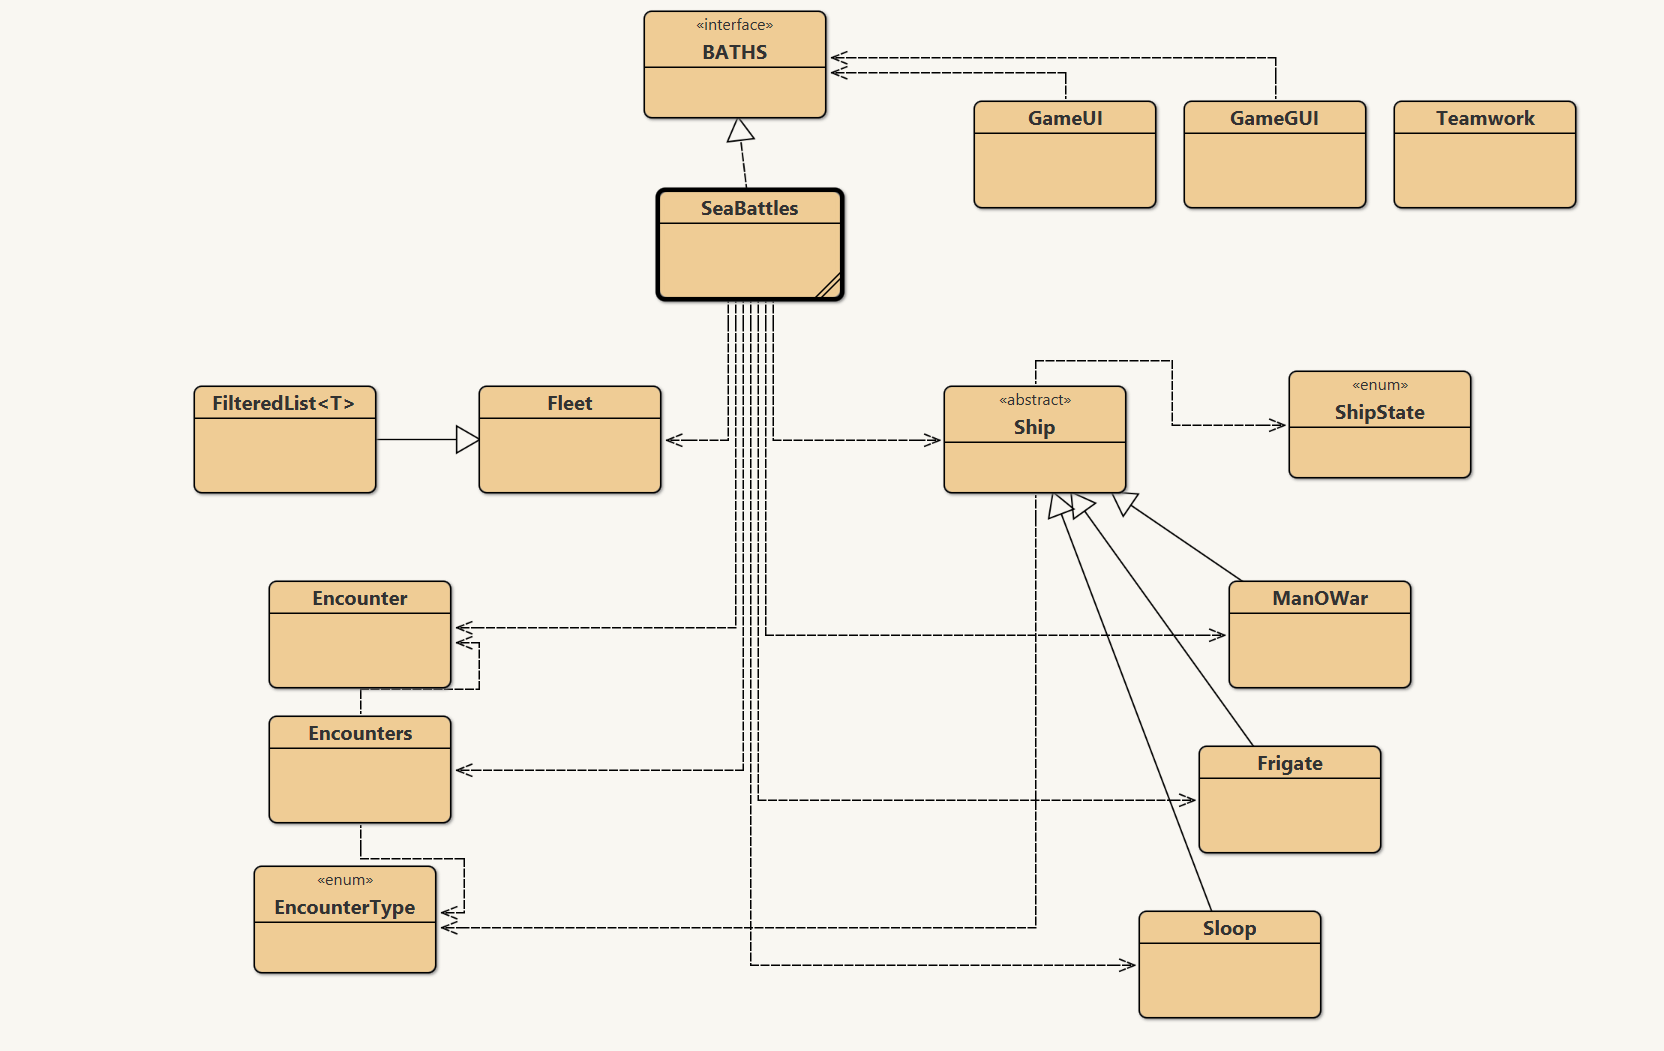 «interface»
BATHS
GameUI
GameGUI
Teamwork
SeaBattles
FilteredList<T>
Fleet
«abstract»
Ship
«enum»
ShipState
Encounter
ManOWar
Encounters
Frigate
«enum»
EncounterType
Sloop